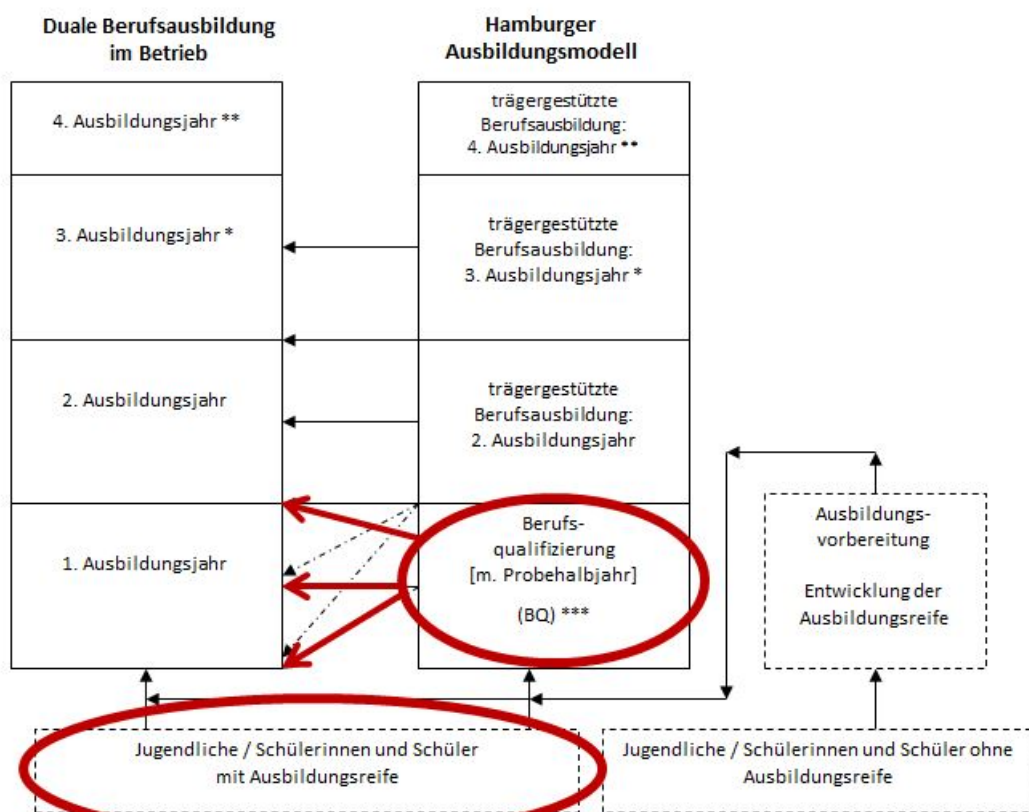 Duale Berufsausbildung
im Betrieb
Hamburger
Ausbildungsmodell
4. Ausbildungsjahr **
trägergestützte
Berufsausbildung:
4. Ausbildungsjahr **
3. Ausbildungsjahr *
trägergestützte
Berufsausbildung:
3. Ausbildungsjahr *
2. Ausbildungsjahr
trägergestützte
Berufsausbildung:
2. Ausbildungsjahr
1. Ausbildungsjahr
Berufs-
qualifizierung
[m. Probehalbjahr]
(BQ) ***
Ausbildungs-
vorbereitung
Entwicklung der
Ausbildungsreife
Jugendliche / Schülerinnen und Schüler
mit Ausbildungsreife
Jugendliche / Schülerinnen und Schüler ohne
Ausbildungsreife